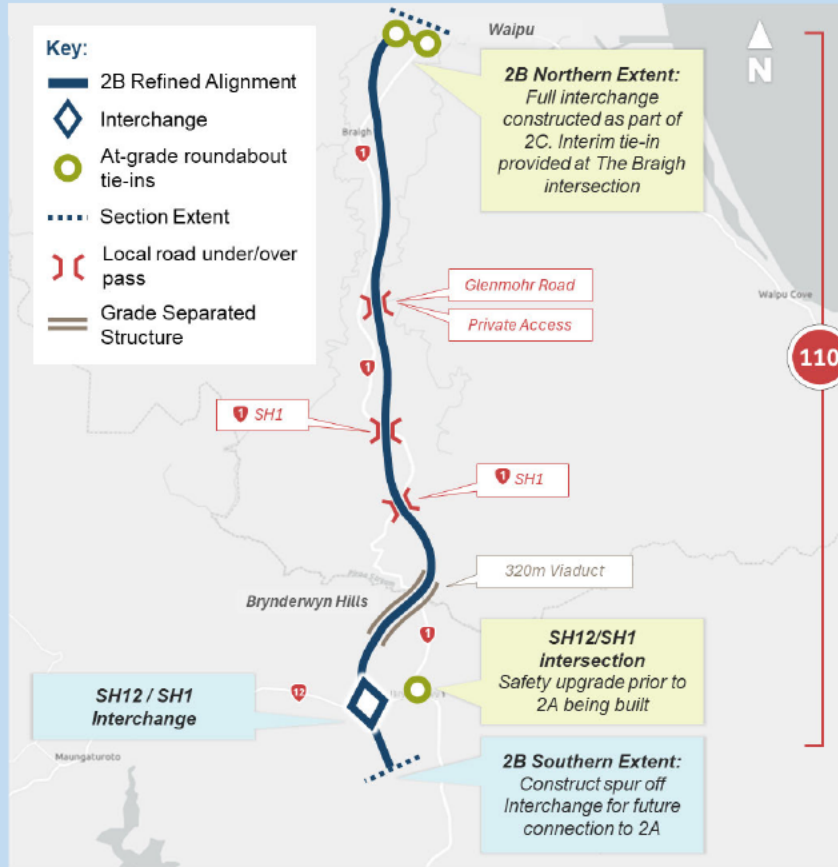 Key:
2B Refined Alignment
Interchange
At-grade roundabout
tie-ins
Section Extent
Local road under/over
pass
Grade Separated
Structure
Waipu
N
2B Northern Extent:
Full interchange
constructed as part of
2C. Interim tie-in
provided at The Braigh
intersection
Braigh
1
Glenmohr Road
Private Access
Waipu Cove
1
110
1 SH1
1 SH1
320m Viaduct
Brynderwyn Hills
1
SH12/SH1
intersection
Safety upgrade prior to
2A being built
SH12 / SH1
Interchange
12
Maungaturoto
2B Southern Extent:
Construct spur off
Interchange for future
connection to 2A